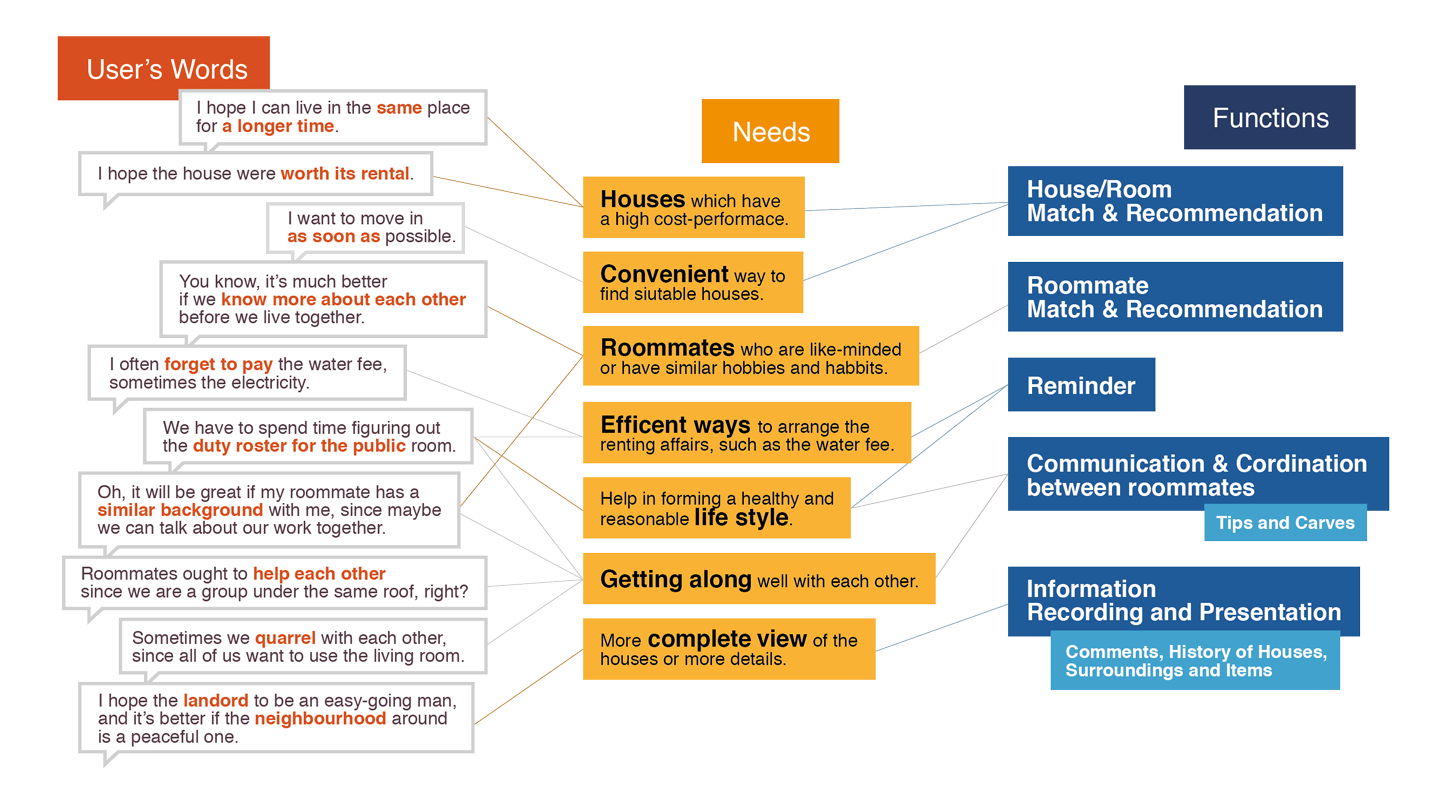 User’s Words
I hope I can live in the same place
for a longer time.
I hope the house were worth its rental.
I want to move in
as soon as possible.
You know, it’s much better
if we know more about each other
before we live together.
I often forget to pay the water fee,
sometimes the electricity.
We have to spend time figuring out
the duty roster for the public room.
Oh, it will be great if my roommate has a
similar background with me, since maybe
we can talk about our work together.
Roommates ought to help each other
since we are a group under the same roof, right?
Sometimes we quarrel with each other,
since all of us want to use the living room.
I hope the landord to be an easy-going man,
and it’s better if the neighbourhood around
is a peaceful one.
Needs
Houses which have
a high cost-performace.
Convenient way to
find siutable houses.
Roommates who are like-minded
or have similar hobbies and habbits.
Efficent ways to arrange the
renting affairs, such as the water fee.
Help in forming a healthy and
reasonable life style.
Getting along well with each other.
More complete view of the
houses or more details.
Functions
House/Room
Match & Recommendation
Roommate
Match & Recommendation
Reminder
Communication & Cordination
between roommates
Tips and Carves
Information
Recording and Presentation
Comments, History of Houses,
Surroundings and Items